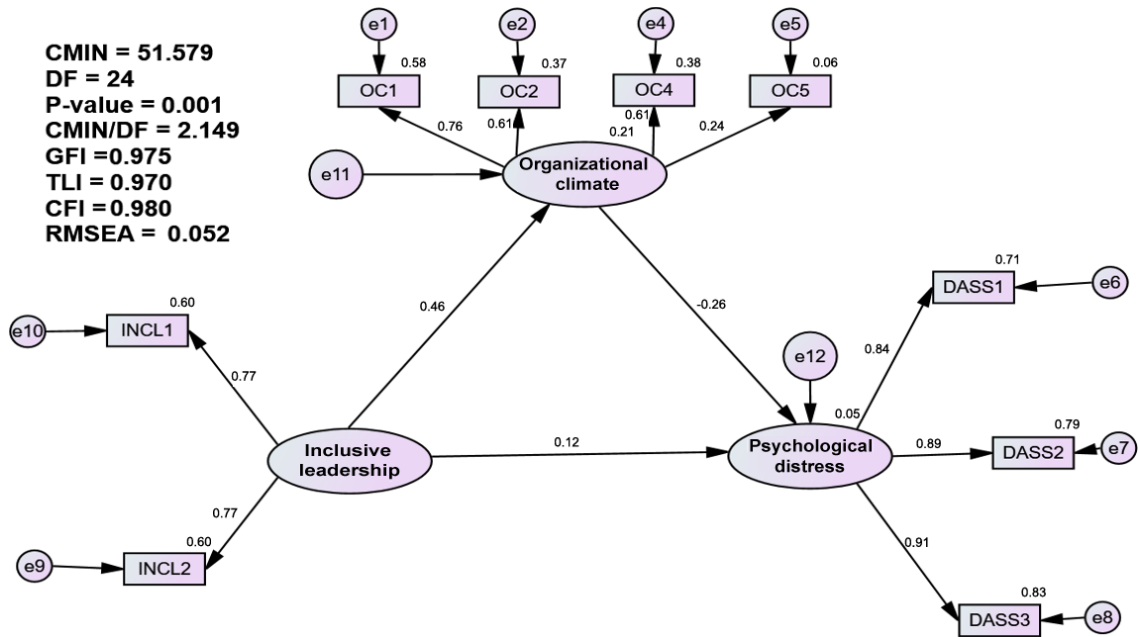 CMIN = 51.579
DF = 24
P-value = 0.001
CMIN/DF = 2.149
GFI =0.975
TLI = 0.970
CFI =0.980
RMSEA = 0.052
e1
e2
e4
e5
0.58
0.37
0.38
0.06
OC1
OC2
OC4
OC5
0.76
0.61
0.61
0.21
0.24
e11
Organizational
climate
0.46
-0.26
0.71
DASS1
e6
0.60
e10
INCL1
0.77
e12
0.84
0.05
Inclusive
leadership
0.12
Psychological
distress
0.89
0.79
DASS2
e7
0.77
0.60
e9
INCL2
0.91
0.83
DASS3
e8